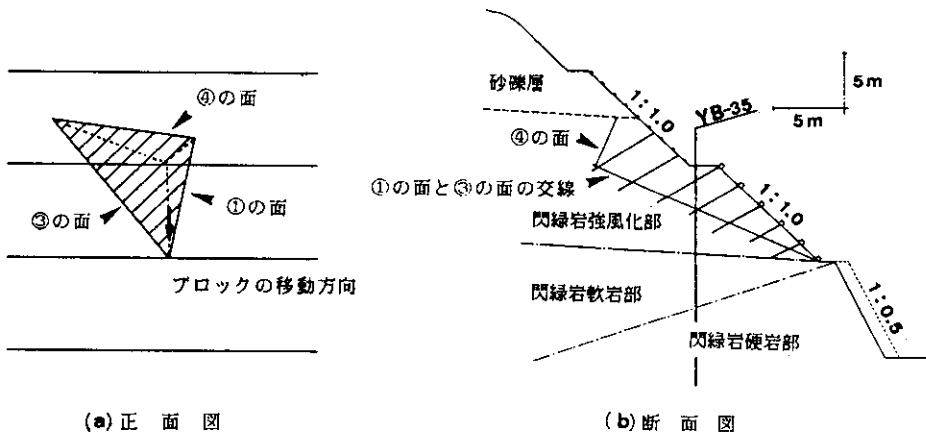 ④の面
③の面
①の面
ブロックの移動方向
(a) 正面図
砂礫層
1:1.0
YB-35
5m
5m
④の面
①の面と③の面の交線
1:1.0
閃緑岩強風化部
閃緑岩軟岩部
1:0.5
閃緑岩硬岩部
(b) 断面図